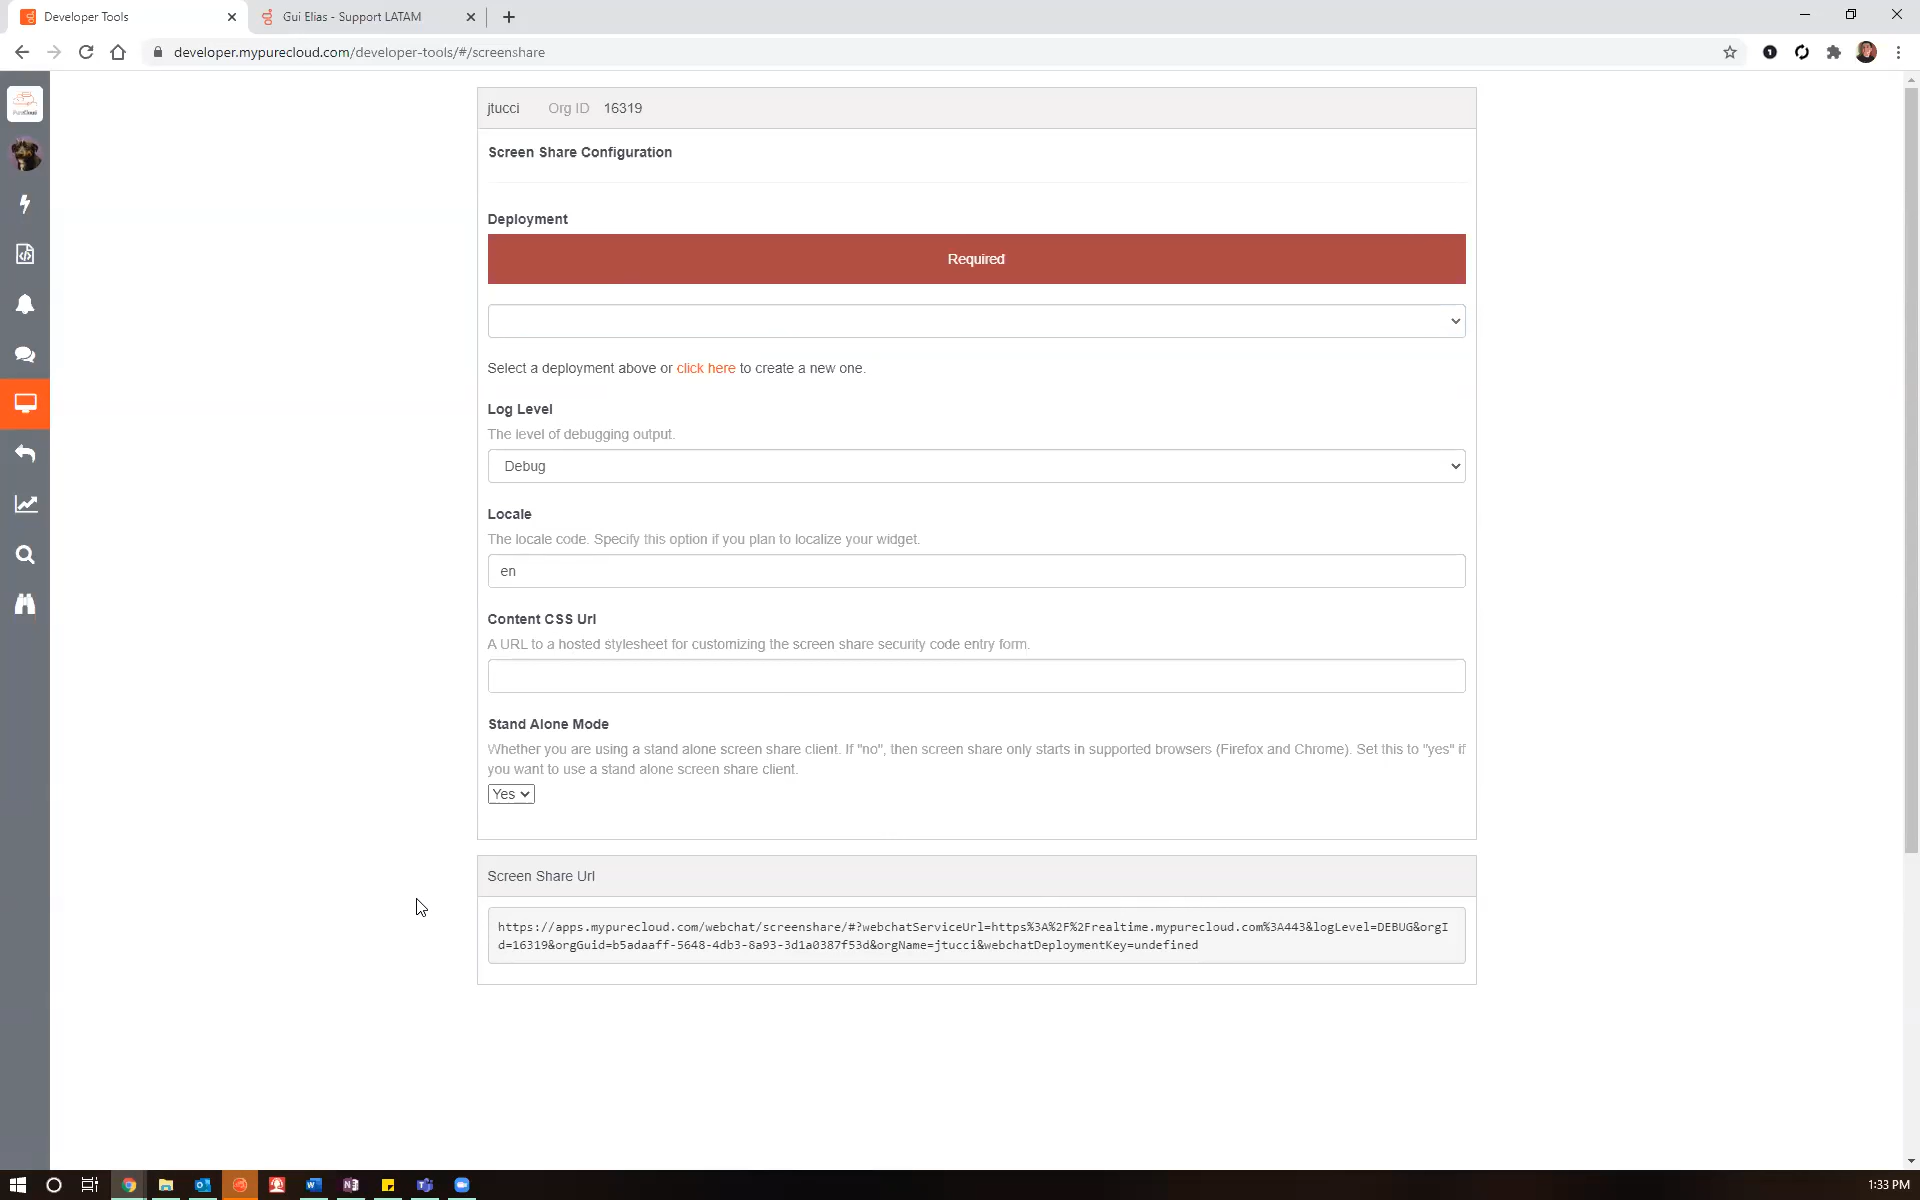 Developer Tools
Gui Elias - Support LATAM
developer.mypurecloud.com/developer-tools/#/screenshare
jtucci Org ID 16319
Screen Share Configuration
Deployment
Required
Select a deployment above or click here to create a new one.
Log Level
The level of debugging output.
Debug
Locale
The locale code. Specify this option if you plan to localize your widget.
en
Content CSS Url
A URL to a hosted stylesheet for customizing the screen share security code entry form.
Stand Alone Mode
Whether you are using a stand alone screen share client. If "no", then screen share only starts in supported browsers (Firefox and Chrome). Set this to "yes" if
you want to use a stand alone screen share client.
Yes
Screen Share Url
https://apps.mypurecloud.com/webchat/screenshare/#?webchatServiceUrl=https%3A%2F%2Frealtime.mypurecloud.com%3A443&logLevel=DEBUG&orgI
d=16319&orgGuid=b5adaaff-5648-4db3-8a93-3d1a0387f53d&orgName=jtucci&webchatDeploymentKey=undefined
1:33 PM